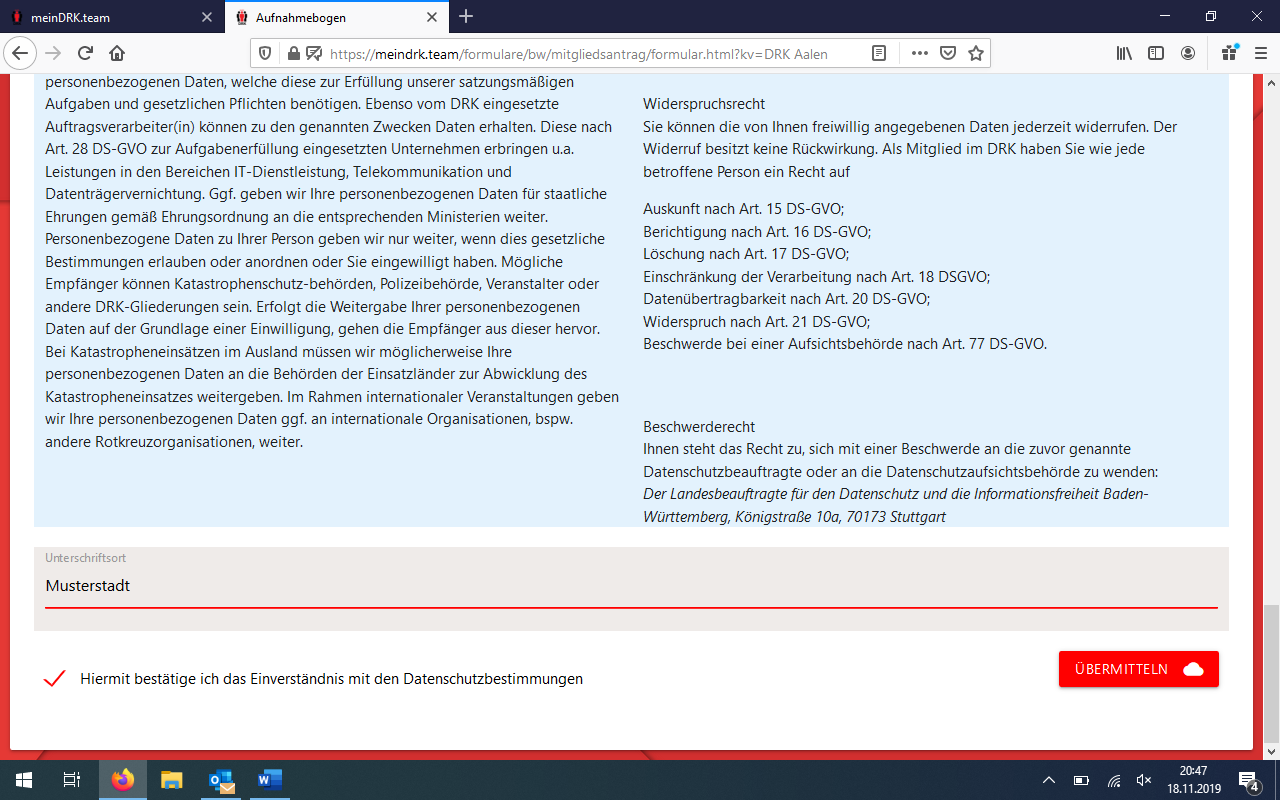 meinDRK.team
Aufnahmebogen
https://meindrk.team/formulare/bw/mitgliedsantrag/formular.html?kv=DRK Aalen
personenbezogenen Daten, welche diese zur Erfüllung unserer satzungsmäßigen
Aufgaben und gesetzlichen Pflichten benötigen. Ebenso vom DRK eingesetzte
Auftragsverarbeiter(in) können zu den genannten Zwecken Daten erhalten. Diese nach
Art. 28 DS-GVO zur Aufgabenerfüllung eingesetzten Unternehmen erbringen u.a.
Leistungen in den Bereichen IT-Dienstleistung, Telekommunikation und
Datenträgervernichtung. Ggf. geben wir Ihre personenbezogenen Daten für staatliche
Ehrungen gemäß Ehrungsordnung an die entsprechenden Ministerien weiter.
Personenbezogene Daten zu Ihrer Person geben wir nur weiter, wenn dies gesetzliche
Bestimmungen erlauben oder anordnen oder Sie eingewilligt haben. Mögliche
Empfänger können Katastrophenschutz-behörden, Polizeibehörde, Veranstalter oder
andere DRK-Gliederungen sein. Erfolgt die Weitergabe Ihrer personenbezogenen
Daten auf der Grundlage einer Einwilligung, gehen die Empfänger aus dieser hervor.
Bei Katastropheneinsätzen im Ausland müssen wir möglicherweise Ihre
personenbezogenen Daten an die Behörden der Einsatzländer zur Abwicklung des
Katastropheneinsatzes weitergeben. Im Rahmen internationaler Veranstaltungen geben
wir Ihre personenbezogenen Daten ggf. an internationale Organisationen, bspw.
andere Rotkreuzorganisationen, weiter.
Widerspruchsrecht
Sie können die von Ihnen freiwillig angegebenen Daten jederzeit widerrufen. Der
Widerruf besitzt keine Rückwirkung. Als Mitglied im DRK haben Sie wie jede
betroffene Person ein Recht auf
Auskunft nach Art. 15 DS-GVO;
Berichtigung nach Art. 16 DS-GVO;
Löschung nach Art. 17 DS-GVO;
Einschränkung der Verarbeitung nach Art. 18 DSGVO;
Datenübertragbarkeit nach Art. 20 DS-GVO;
Widerspruch nach Art. 21 DS-GVO;
Beschwerde bei einer Aufsichtsbehörde nach Art. 77 DS-GVO.
Beschwerderecht
Ihnen steht das Recht zu, sich mit einer Beschwerde an die zuvor genannte
Datenschutzbeauftragte oder an die Datenschutzaufsichtsbehörde zu wenden:
Der Landesbeauftragte für den Datenschutz und die Informationsfreiheit Baden-
Württemberg, Königstraße 10a, 70173 Stuttgart
Unterschriftsort
Musterstadt
Hiermit bestätige ich das Einverständnis mit den Datenschutzbestimmungen
ÜBERMITTELN
20:47
18.11.2019
4